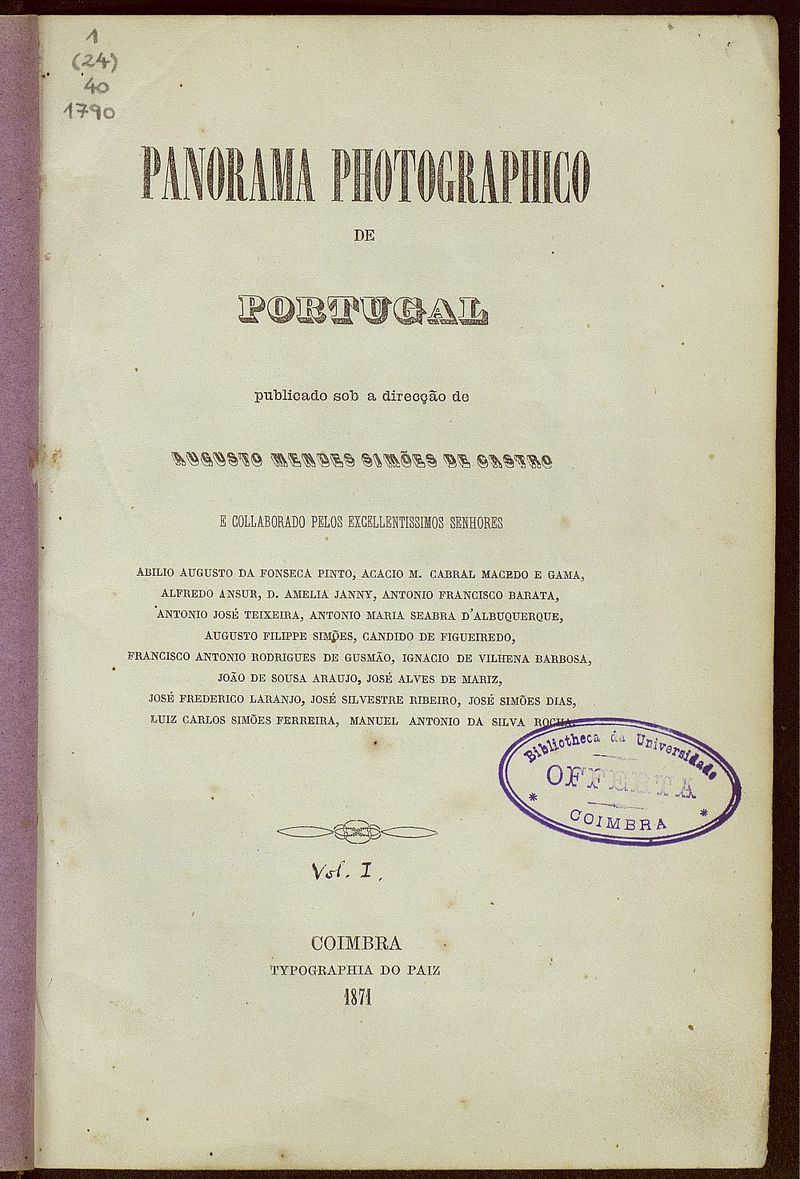 1
(24)
40
1790
PANORAMA PHOTOGRAPHICO
DE
PORTUGAL
publicado sob a direcção de
AUGUSTO MENDES SIMÕES DE CASTRO
E COLLABORADO PELOS EXCELLENTISSIMOS SENHORES
ABILIO AUGUSTO DA FONSECA PINTO, ACACIO M. CABRAL MACEDO E GAMA,
ALFREDO ANSUR, D. AMELIA JANNY, ANTONIO FRANCISCO BARATA,
ANTONIO JOSÉ TEIXEIRA, ANTONIO MARIA SEABRA D'ALBUQUERQUE,
AUGUSTO FILIPPE SIMÕES, CANDIDO DE FIGUEIREDO,
FRANCISCO ANTONIO RODRIGUES DE GUSMÃO, IGNACIO DE VILHENA BARBOSA,
JOÃO DE SOUSA ARAUJO, JOSÉ ALVES DE MARIZ,
JOSÉ FREDERICO LARANJO, JOSÉ SILVESTRE RIBEIRO, JOSÉ SIMÕES DIAS,
LUIZ CARLOS SIMÕES FERREIRA, MANUEL ANTONIO DA SILVA ROCHA.
Bibliotheca da Universidade
OFFERTA
* COIMBRA *
Vol. I.
COIMBRA
TYPOGRAPHIA DO PAIZ
1871